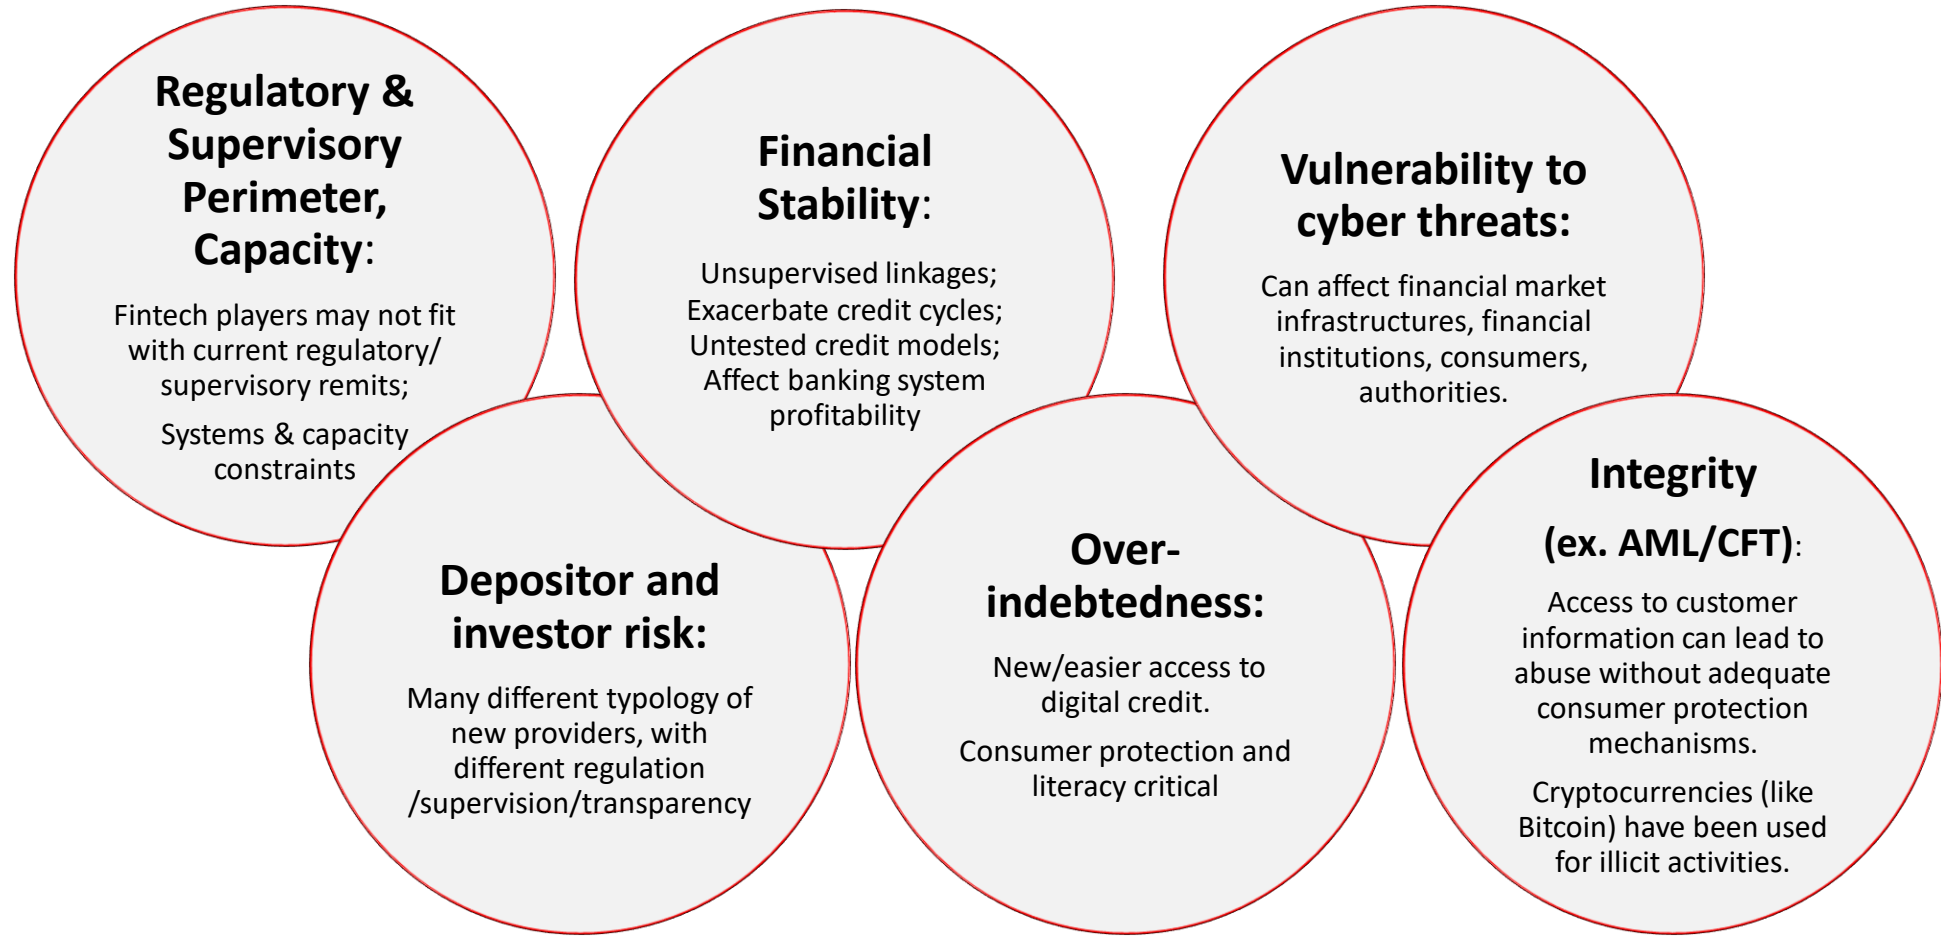 Regulatory &
Supervisory
Perimeter,
Capacity:
Fintech players may not fit
with current regulatory/
supervisory remits;
Systems & capacity
constraints
Depositor and
investor risk:
Many different typology of
new providers, with
different regulation
/supervision/transparency
Financial
Stability:
Unsupervised linkages;
Exacerbate credit cycles;
Untested credit models;
Affect banking system
profitability
Over-
indebtedness:
New/easier access to
digital credit.
Consumer protection and
literacy critical
Vulnerability to
cyber threats:
Can affect financial market
infrastructures, financial
institutions, consumers,
authorities.
Integrity
(ex. AML/CFT):
Access to customer
information can lead to
abuse without adequate
consumer protection
mechanisms.
Cryptocurrencies (like
Bitcoin) have been used
for illicit activities.